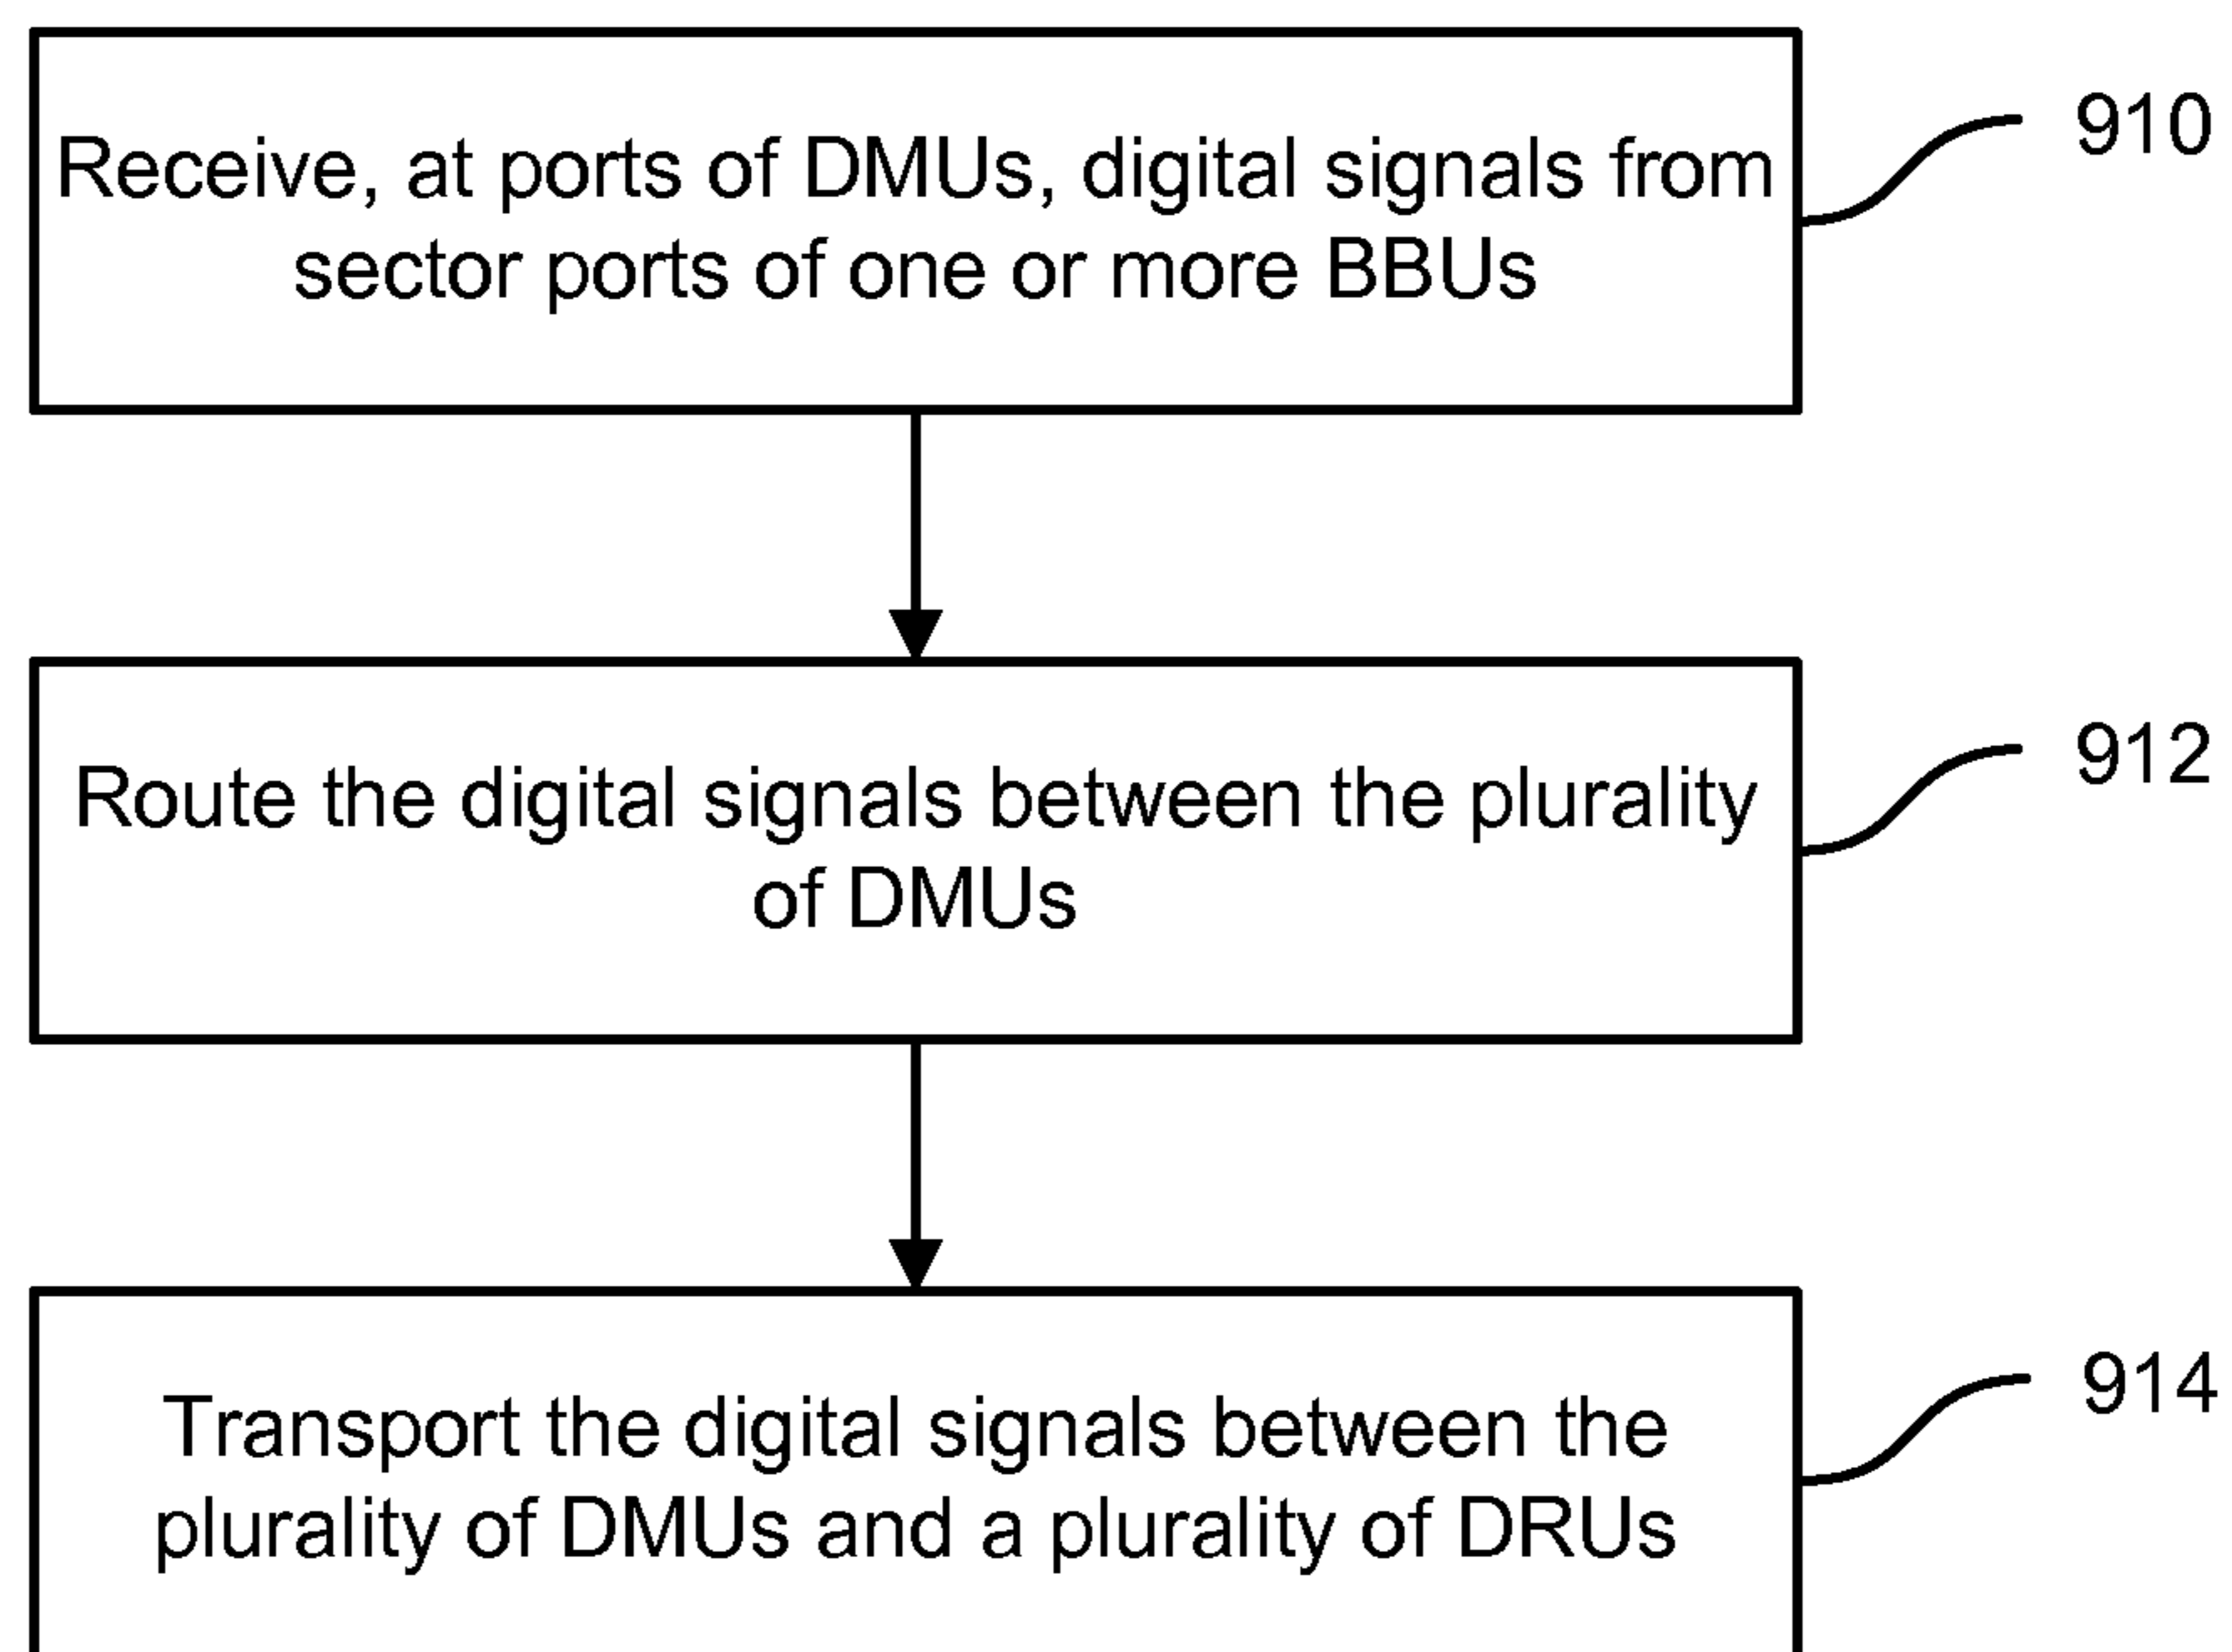 Receive, at ports of DMUs, digital signals from
sector ports of one or more BBUs
910
Route the digital signals between the plurality
of DMUs
912
Transport the digital signals between the
plurality of DMUs and a plurality of DRUs
914